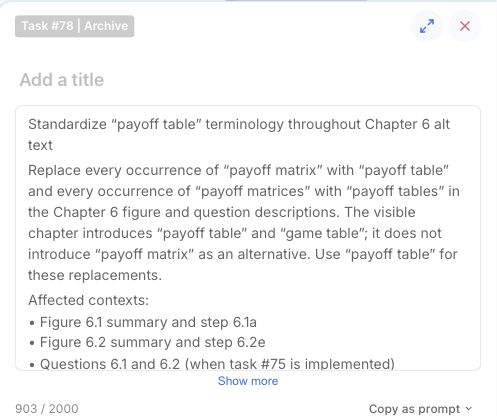 Task #78 | Archive
Add a title
Standardize “payoff table” terminology throughout Chapter 6 alt
text
Replace every occurrence of “payoff matrix” with “payoff table”
and every occurrence of “payoff matrices” with “payoff tables” in
the Chapter 6 figure and question descriptions. The visible
chapter introduces “payoff table” and “game table”; it does not
introduce “payoff matrix” as an alternative. Use “payoff table” for
these replacements.
Affected contexts:
• Figure 6.1 summary and step 6.1a
• Figure 6.2 summary and step 6.2e
• Questions 6.1 and 6.2 (when task #75 is implemented)
Show more
903 / 2000
Copy as prompt